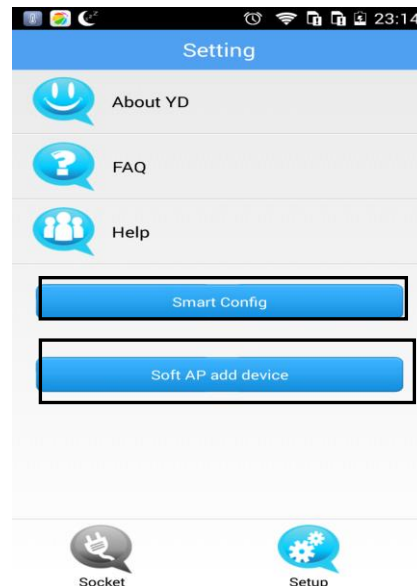 23:14
Setting
About YD
FAQ
Help
Smart Config
Soft AP add device
Socket
Setup